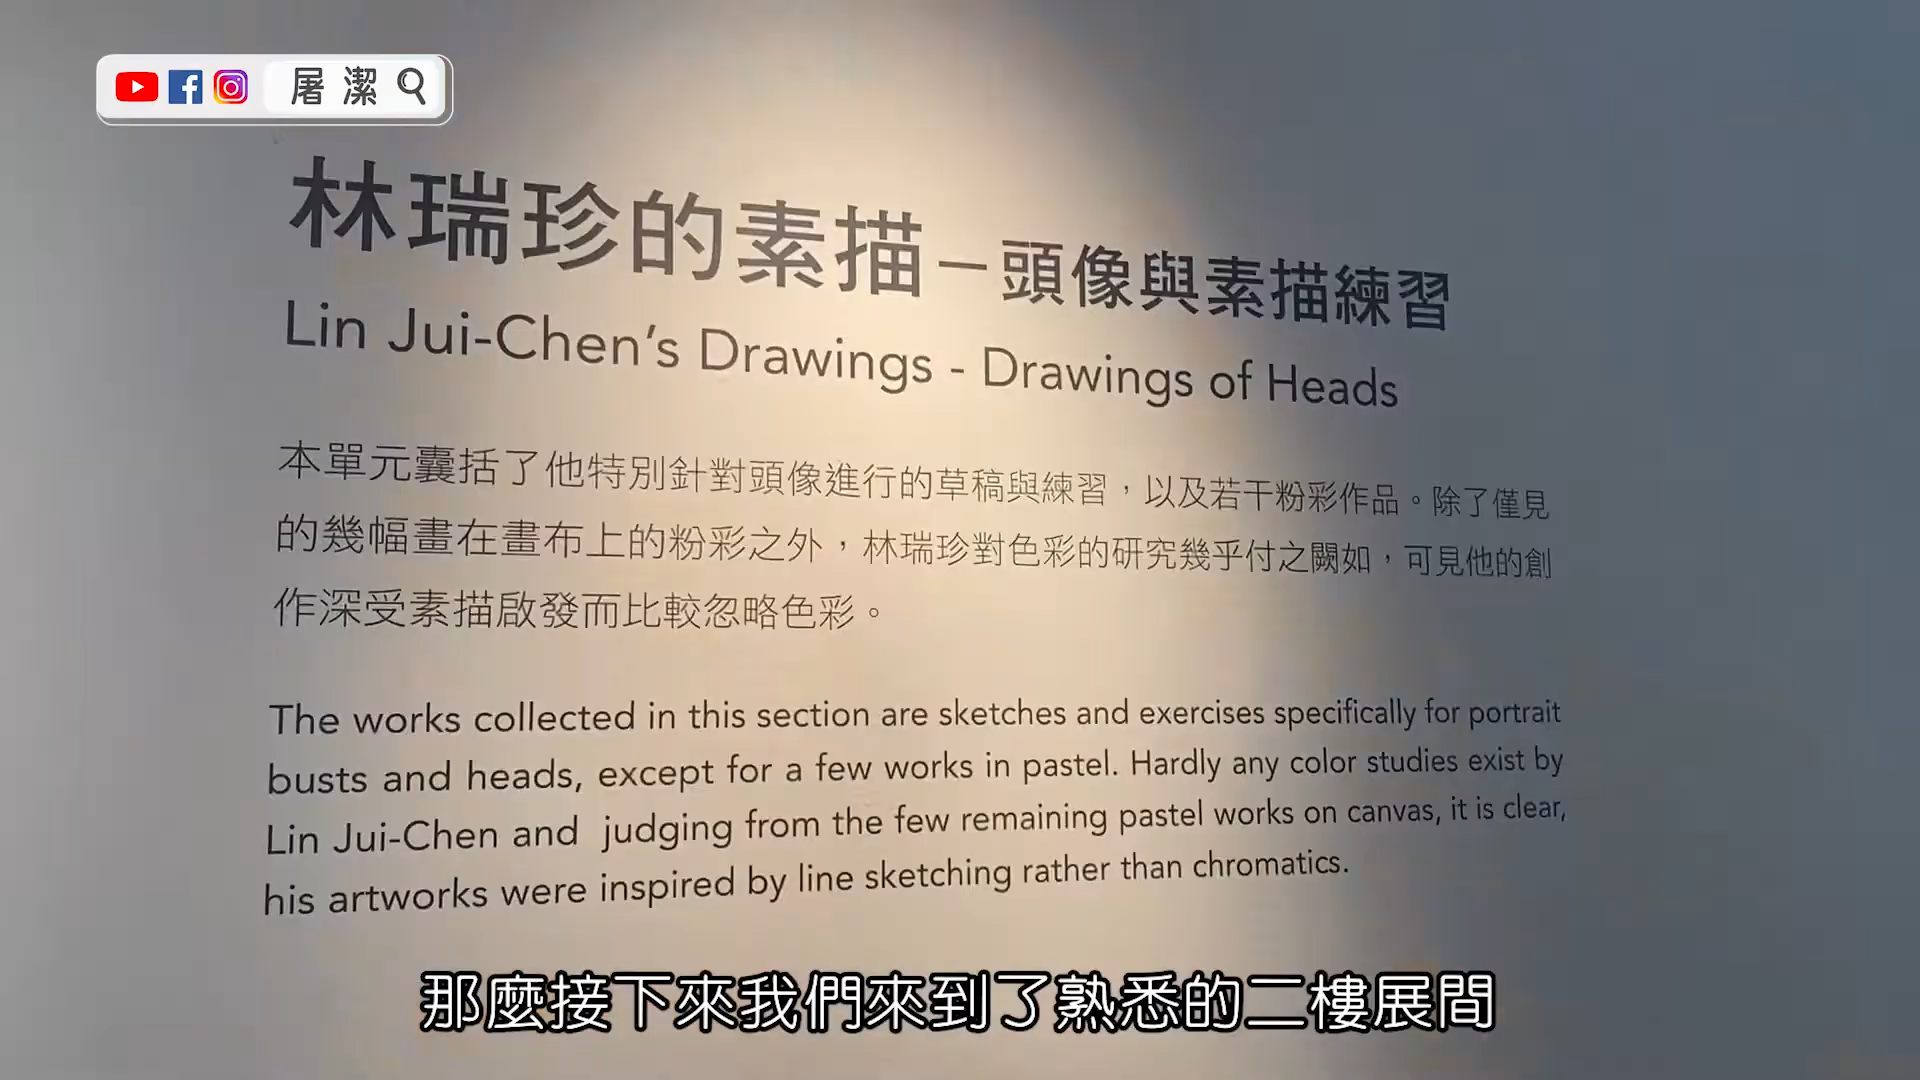 屠潔
林瑞珍的素描－頭像與素描練習
Lin Jui-Chen’s Drawings - Drawings of Heads
本單元囊括了他特別針對頭像進行的草稿與練習，以及若干粉彩作品。除了僅見
的幾幅畫在畫布上的粉彩之外，林瑞珍對色彩的研究幾乎付之闕如，可見他的創
作深受素描啟發而比較忽略色彩。
The works collected in this section are sketches and exercises specifically for portrait
busts and heads, except for a few works in pastel. Hardly any color studies exist by
Lin Jui-Chen and judging from the few remaining pastel works on canvas, it is clear,
his artworks were inspired by line sketching rather than chromatics.
那麼接下來我們來到了熟悉的二樓展間